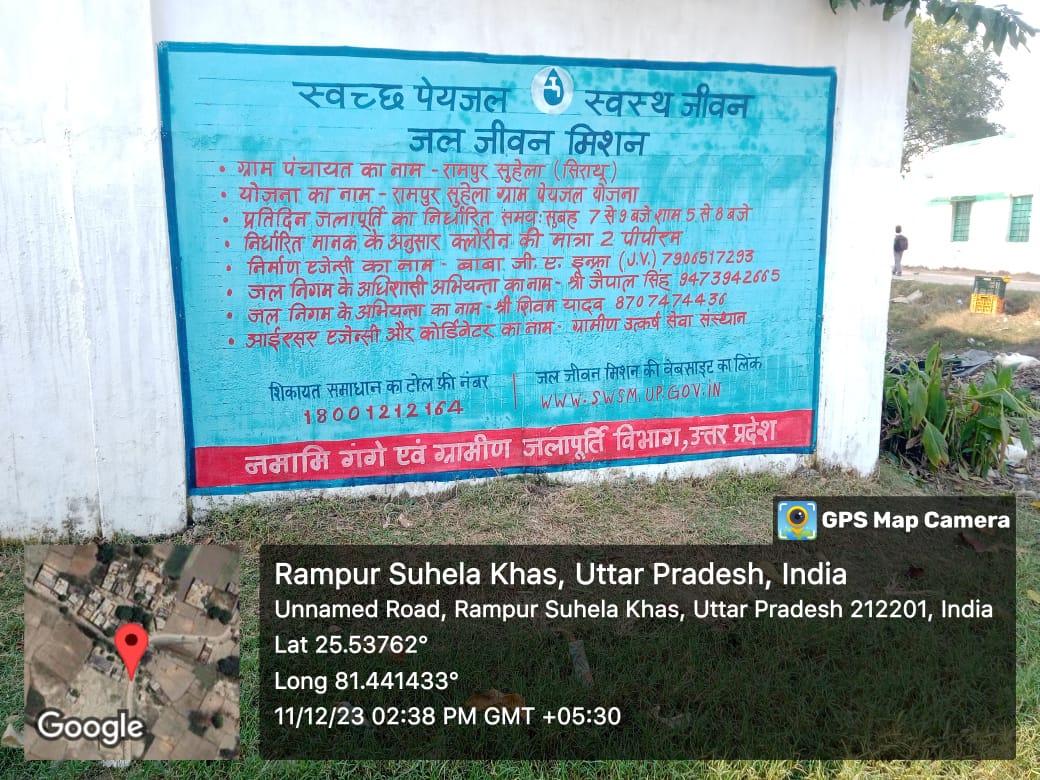 स्वच्छ पेयजल स्वस्थ जीवन
जल जीवन मिशन
• ग्राम पंचायत का नाम - रामपुर सुहेला (सिराथू)
• योजना का नाम - रामपुर सुहेला ग्राम पेयजल योजना
• प्रतिदिन जलापूर्ति का निर्धारित समय: सुबह 7 से 9 बजे शाम 5 से 8 बजे
• निर्धारित मानक के अनुसार क्लोरीन की मात्रा 2 पीपीएम
• निर्माण एजेन्सी का नाम - बाबा जी. ए. इन्फ्रा (J.V.) 7906517293
• जल निगम के अधिशासी अभियन्ता का नाम - श्री जैपाल सिंह 9473942665
• जल निगम के अभियन्ता का नाम - श्री शिवम यादव 8707474436
• आईएसए एजेन्सी और कोर्डिनेटर का नाम - ग्रामीण उत्कर्ष सेवा संस्थान
शिकायत समाधान का टोल फ्री नंबर
18001212164
जल जीवन मिशन की वेबसाइट का लिंक
WWW.SWSM.UP.GOV.IN
नमामि गंगे एवं ग्रामीण जलापूर्ति विभाग, उत्तर प्रदेश
GPS Map Camera
Rampur Suhela Khas, Uttar Pradesh, India
Unnamed Road, Rampur Suhela Khas, Uttar Pradesh 212201, India
Lat 25.53762°
Long 81.441433°
11/12/23 02:38 PM GMT +05:30
Google